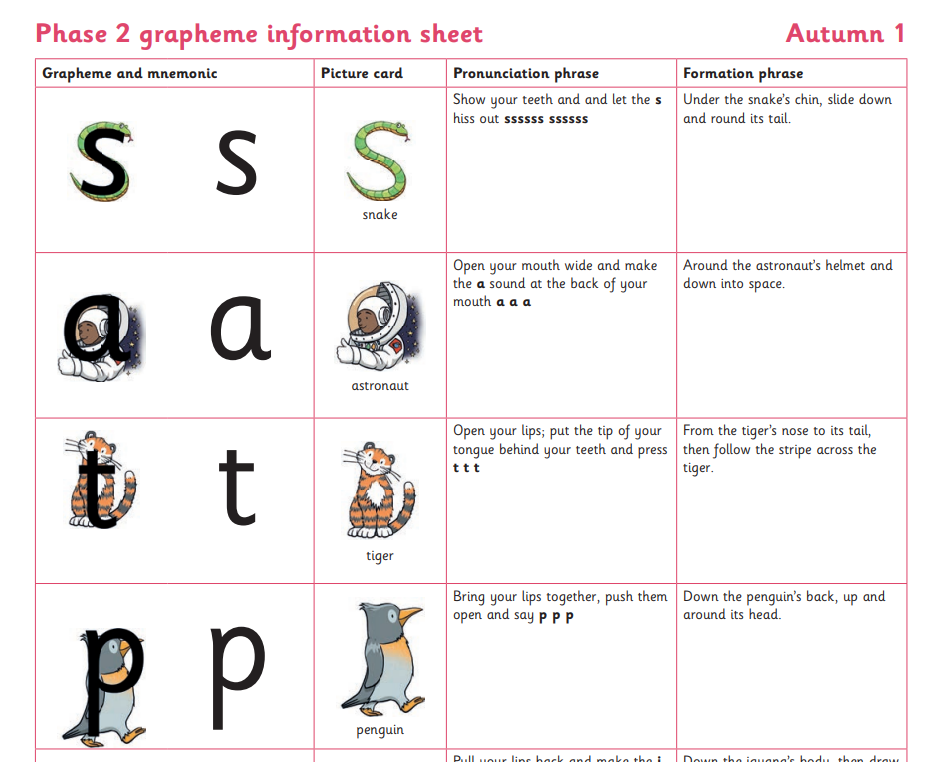 Phase 2 grapheme information sheet
Autumn 1
Grapheme and mnemonic
Picture card
Pronunciation phrase
Formation phrase
s
s
snake
Show your teeth and and let the s
hiss out ssssss ssssss
Under the snake's chin, slide down
and round its tail.
a
a
astronaut
Open your mouth wide and make
the a sound at the back of your
mouth a a a
Around the astronaut's helmet and
down into space.
t
t
tiger
Open your lips; put the tip of your
tongue behind your teeth and press
t t t
From the tiger's nose to its tail,
then follow the stripe across the
tiger.
p
p
penguin
Bring your lips together, push them
open and say p p p
Down the penguin's back, up and
around its head.
Pull your lips back and make the i
Down the iguana's body, then draw